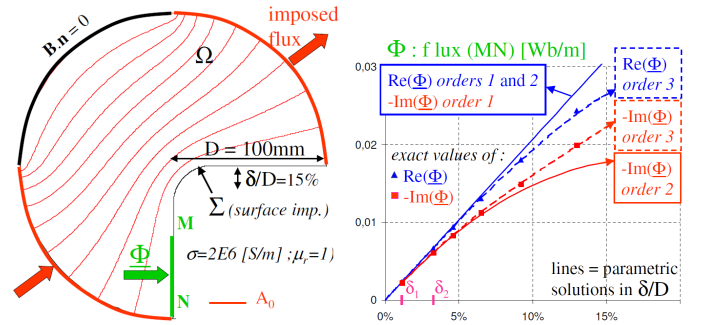 imposed
flux
B.n = 0
Ω
D = 100mm
δ/D=15%
Σ (surface imp.)
M
σ=2E6 [S/m] ;μr=1)
Φ
N
A0
Φ : f lux (MN) [Wb/m]
0,03
0,02
0,01
0
0%
5%
10%
15%
Re(Φ) orders 1 and 2
-Im(Φ) order 1
Re(Φ)
order 3
-Im(Φ)
order 3
-Im(Φ)
order 2
exact values of :
Re(Φ)
-Im(Φ)
δ1
δ2
lines = parametric
solutions in δ/D